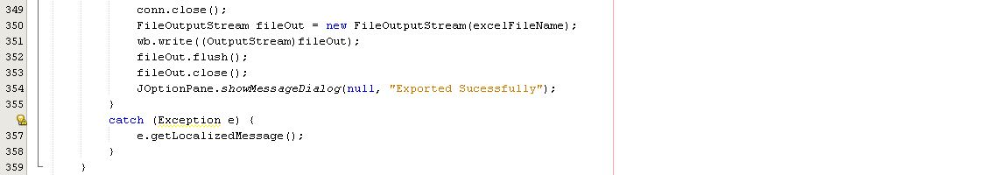 349 conn.close();
350 FileOutputStream fileOut = new FileOutputStream(excelFileName);
351 wb.write((OutputStream)fileOut);
352 fileOut.flush();
353 fileOut.close();
354 JOptionPane.showMessageDialog(null, "Exported Sucessfully");
355 }
catch (Exception e) {
357 e.getLocalizedMessage();
358 }
359 }